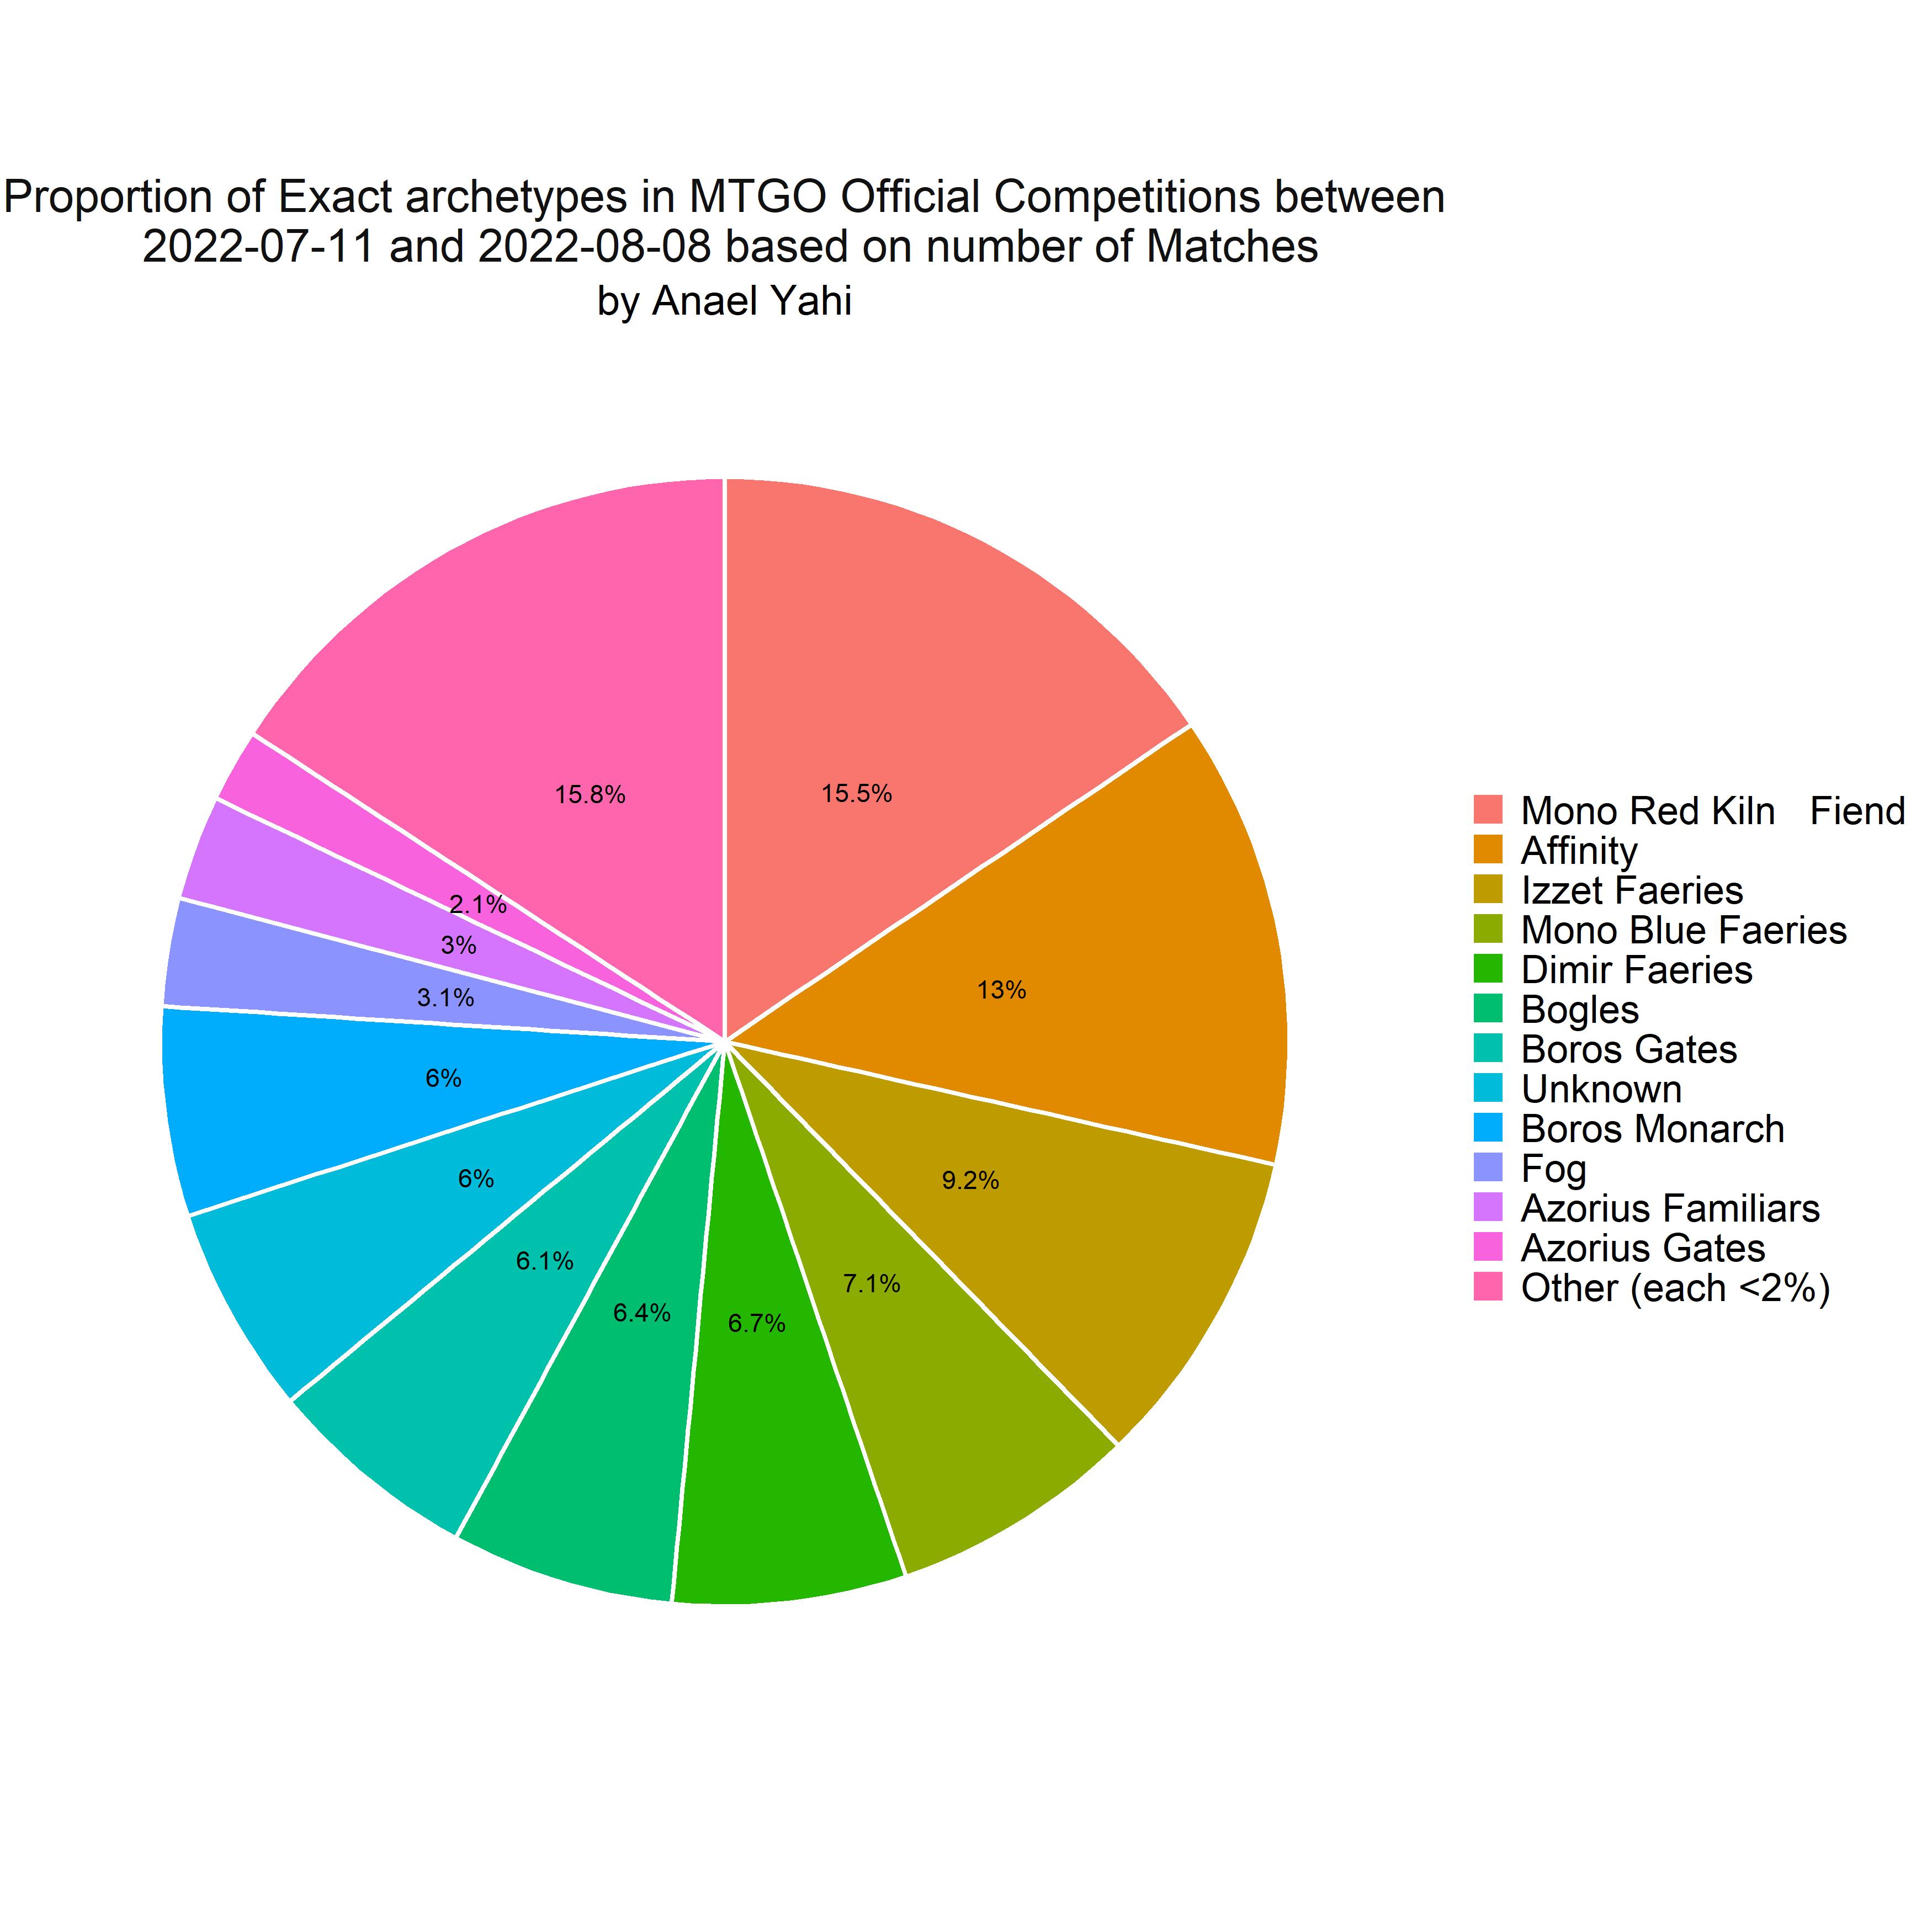 Proportion of Exact archetypes in MTGO Official Competitions between
2022-07-11 and 2022-08-08 based on number of Matches
by Anael Yahi
15.8%
15.5%
2.1%
3%
13%
3.1%
6%
6%
9.2%
6.1%
7.1%
6.4%
6.7%
Mono Red Kiln Fiend
Affinity
Izzet Faeries
Mono Blue Faeries
Dimir Faeries
Bogles
Boros Gates
Unknown
Boros Monarch
Fog
Azorius Familiars
Azorius Gates
Other (each <2%)